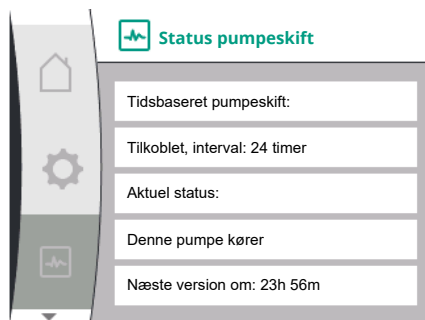 Status pumpeskift
Tidsbaseret pumpeskift:
Tilkoblet, interval: 24 timer
Aktuel status:
Denne pumpe kører
Næste version om: 23h 56m